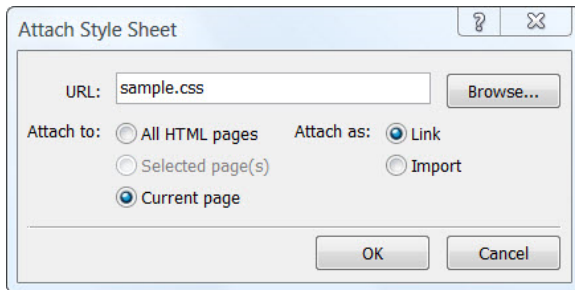 Attach Style Sheet
URL: sample.css Browse...
Attach to: All HTML pages Attach as: Link
Selected page(s) Import
Current page
OK Cancel